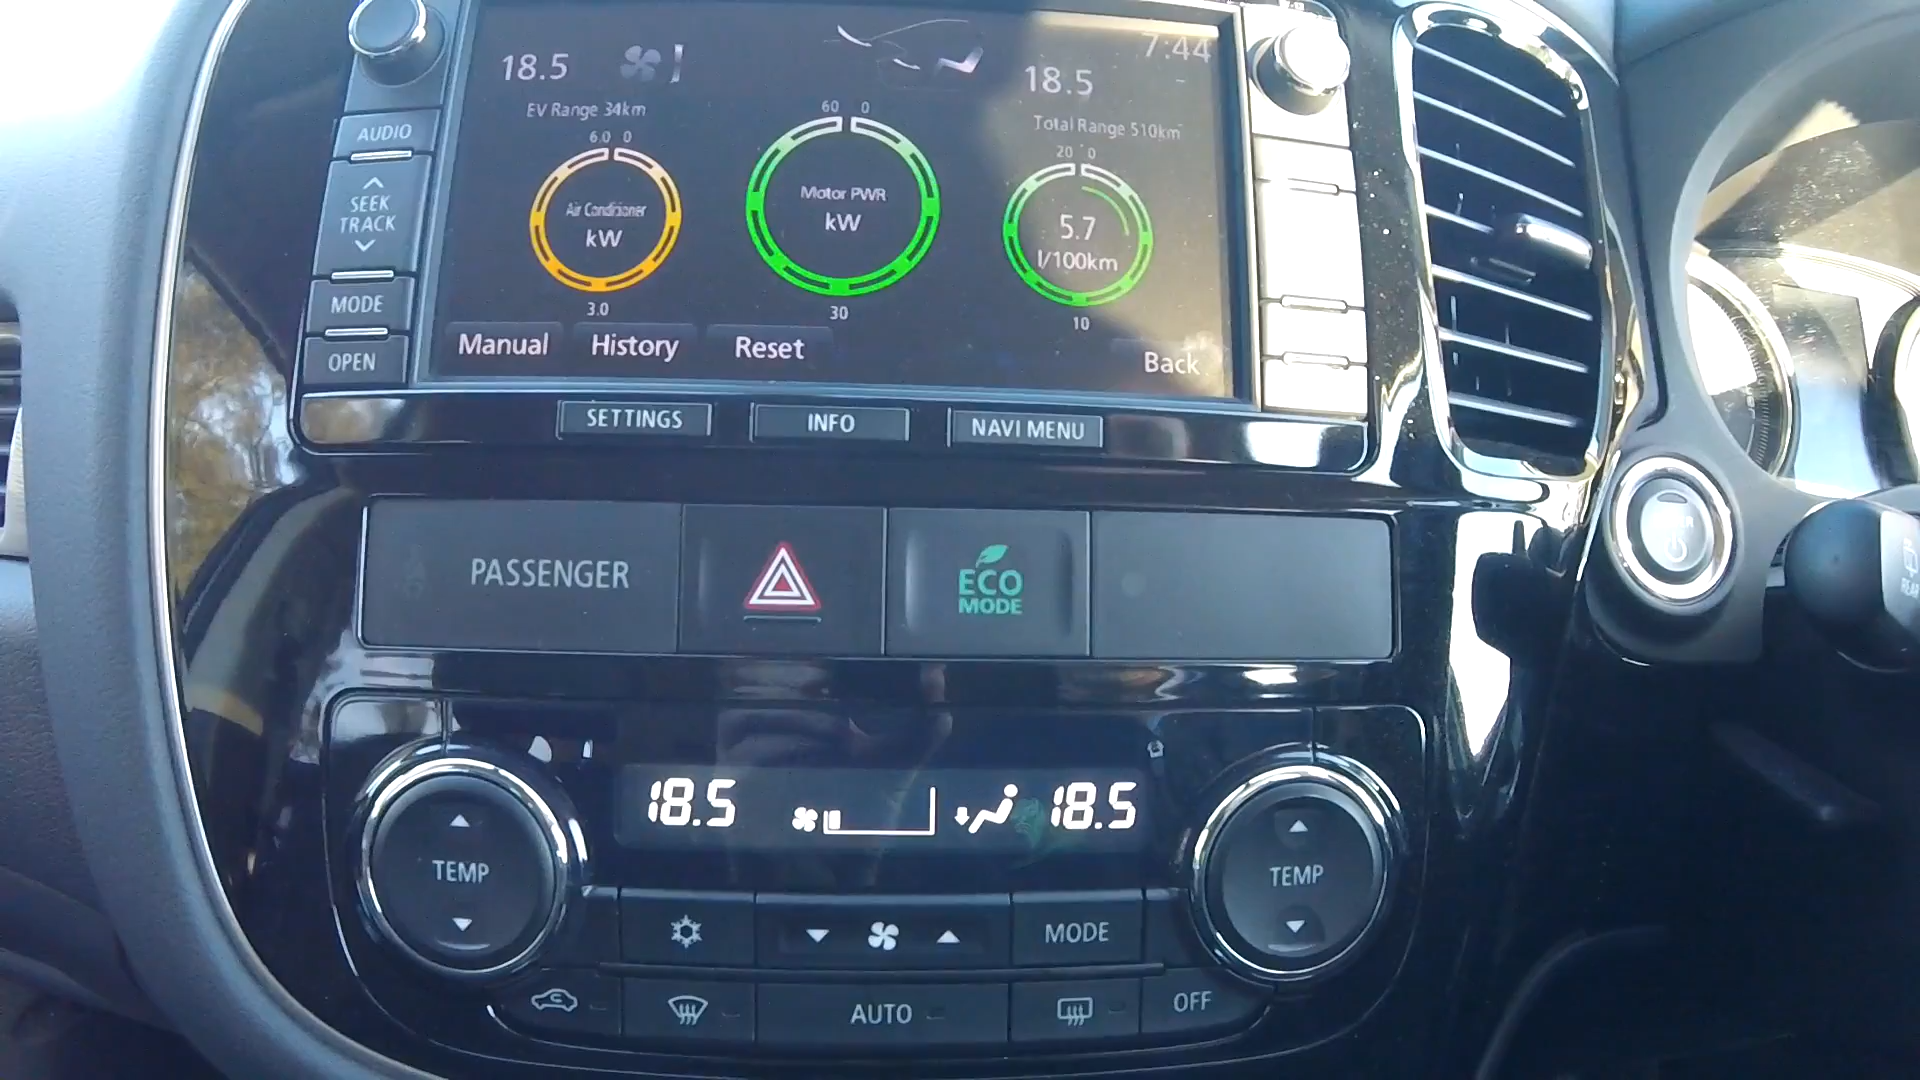 7:44
18.5
18.5
EV Range 34km
Total Range 510km
6.0 0
60 0
20 0
Air Conditioner
kW
Motor PWR
kW
5.7
l/100km
3.0
30
10
Manual
History
Reset
Back
AUDIO
SEEK
TRACK
MODE
OPEN
SETTINGS
INFO
NAVI MENU
PASSENGER
ECO
MODE
18.5
18.5
TEMP
TEMP
MODE
AUTO
OFF
REAR